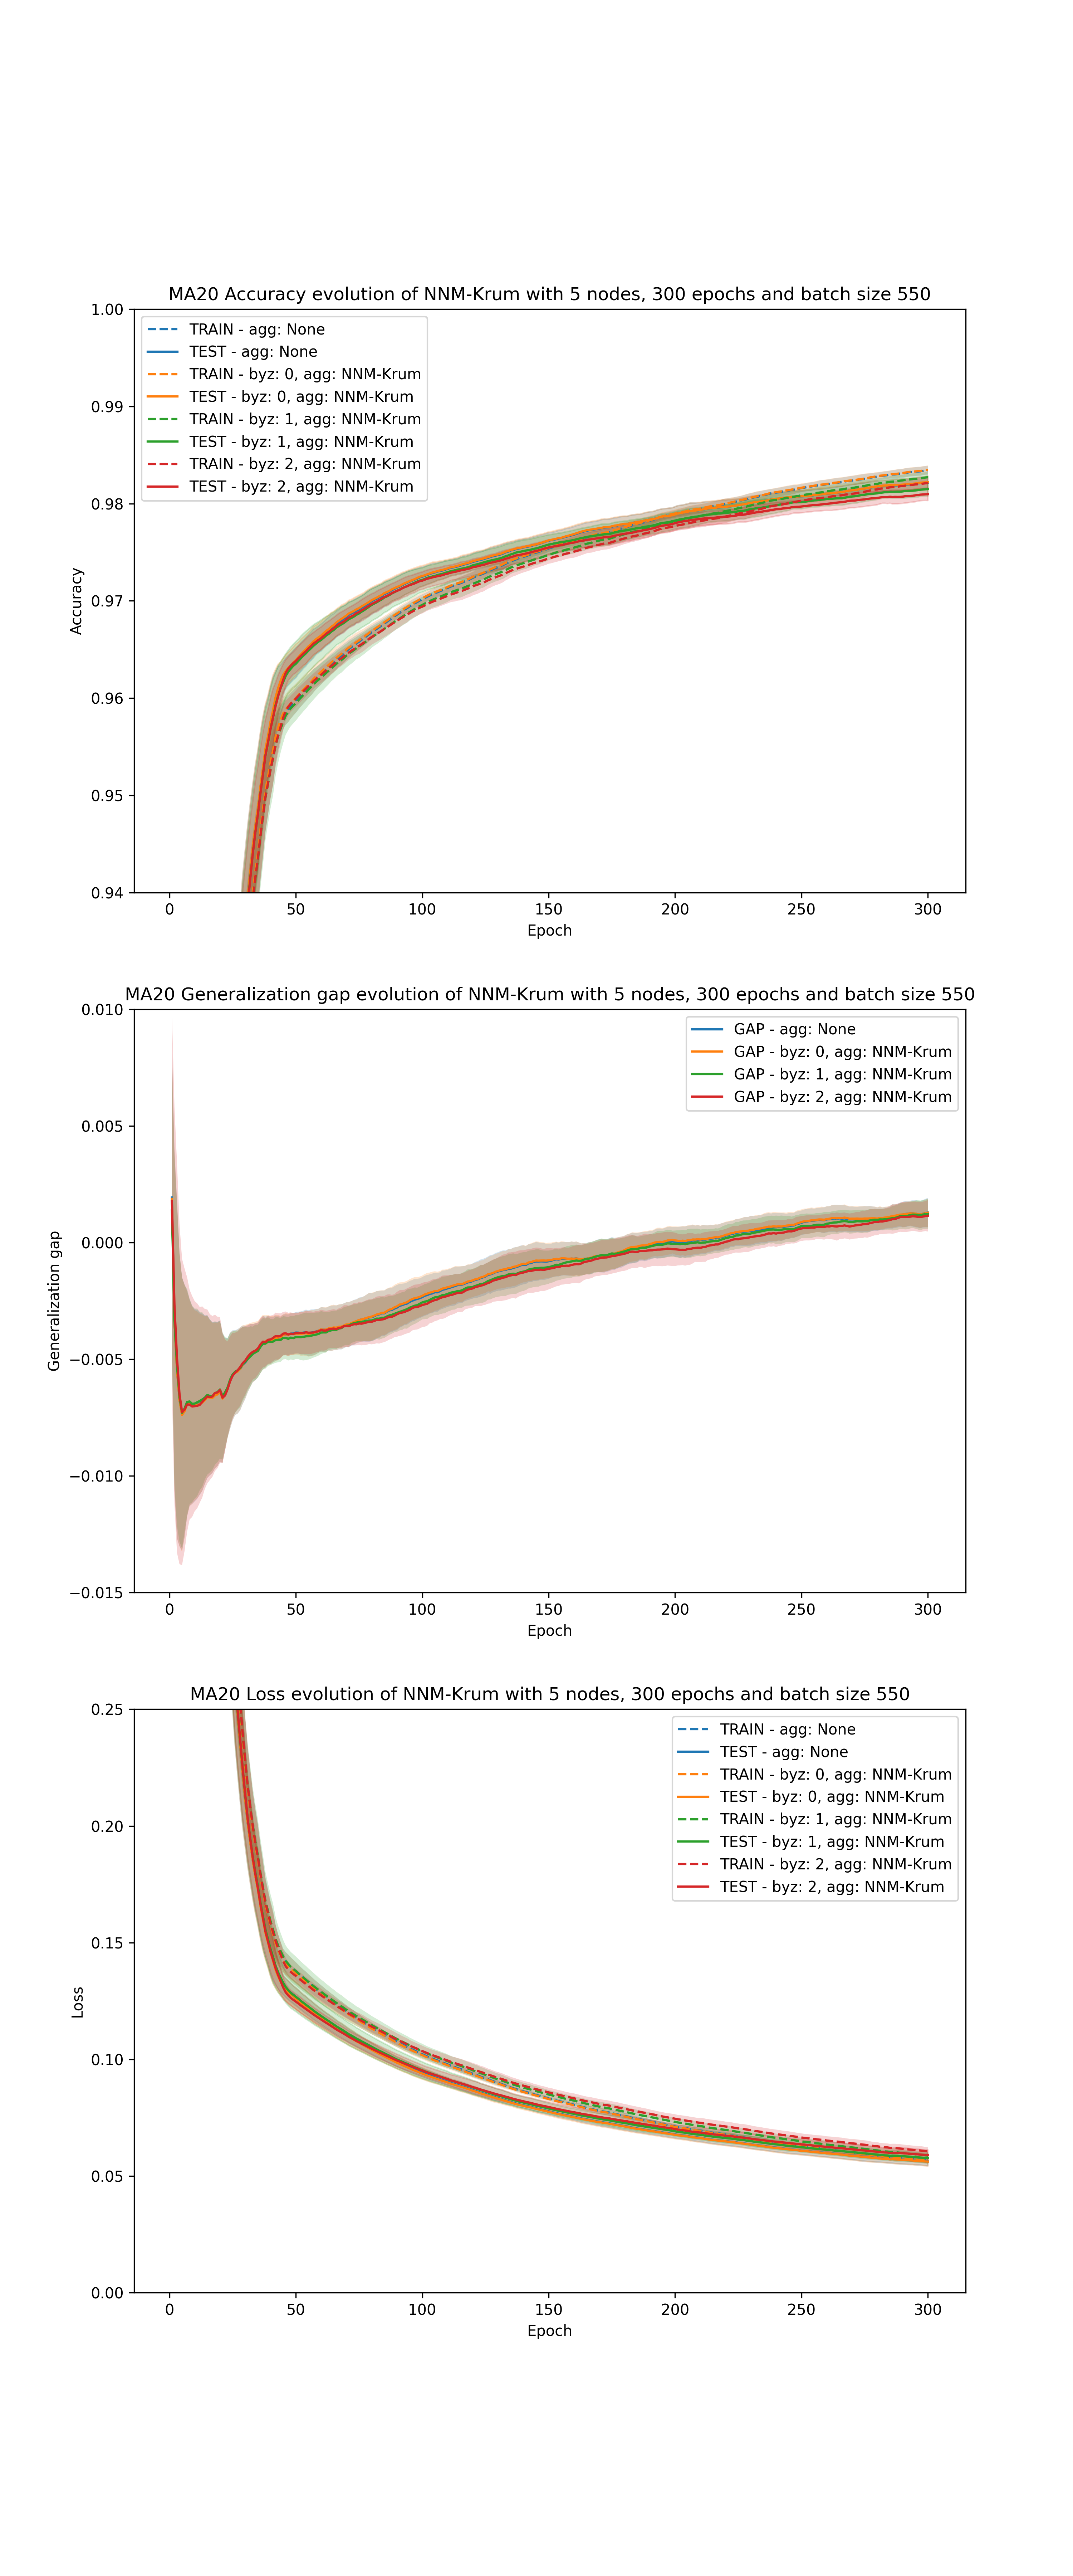 MA20 Accuracy evolution of NNM-Krum with 5 nodes, 300 epochs and batch size 550
1.00
0.99
0.98
0.97
0.96
0.95
0.94
Accuracy
TRAIN - agg: None
TEST - agg: None
TRAIN - byz: 0, agg: NNM-Krum
TEST - byz: 0, agg: NNM-Krum
TRAIN - byz: 1, agg: NNM-Krum
TEST - byz: 1, agg: NNM-Krum
TRAIN - byz: 2, agg: NNM-Krum
TEST - byz: 2, agg: NNM-Krum
0 50 100 150 200 250 300
Epoch
MA20 Generalization gap evolution of NNM-Krum with 5 nodes, 300 epochs and batch size 550
0.010
0.005
0.000
−0.005
−0.010
−0.015
Generalization gap
GAP - agg: None
GAP - byz: 0, agg: NNM-Krum
GAP - byz: 1, agg: NNM-Krum
GAP - byz: 2, agg: NNM-Krum
0 50 100 150 200 250 300
Epoch
MA20 Loss evolution of NNM-Krum with 5 nodes, 300 epochs and batch size 550
0.25
0.20
0.15
0.10
0.05
0.00
Loss
TRAIN - agg: None
TEST - agg: None
TRAIN - byz: 0, agg: NNM-Krum
TEST - byz: 0, agg: NNM-Krum
TRAIN - byz: 1, agg: NNM-Krum
TEST - byz: 1, agg: NNM-Krum
TRAIN - byz: 2, agg: NNM-Krum
TEST - byz: 2, agg: NNM-Krum
0 50 100 150 200 250 300
Epoch